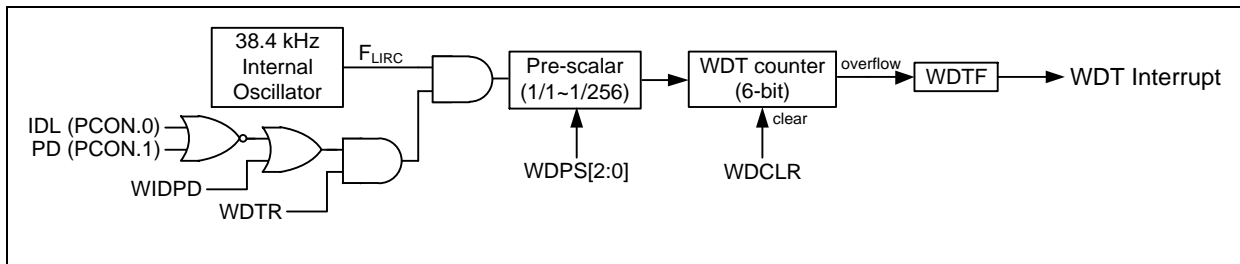 38.4 kHz
Internal
Oscillator
FLIRC
Pre-scalar
(1/1~1/256)
WDT counter
(6-bit)
overflow
WDTF
WDT Interrupt
clear
IDL (PCON.0)
PD (PCON.1)
WIDPD
WDTR
WDPS[2:0]
WDCLR